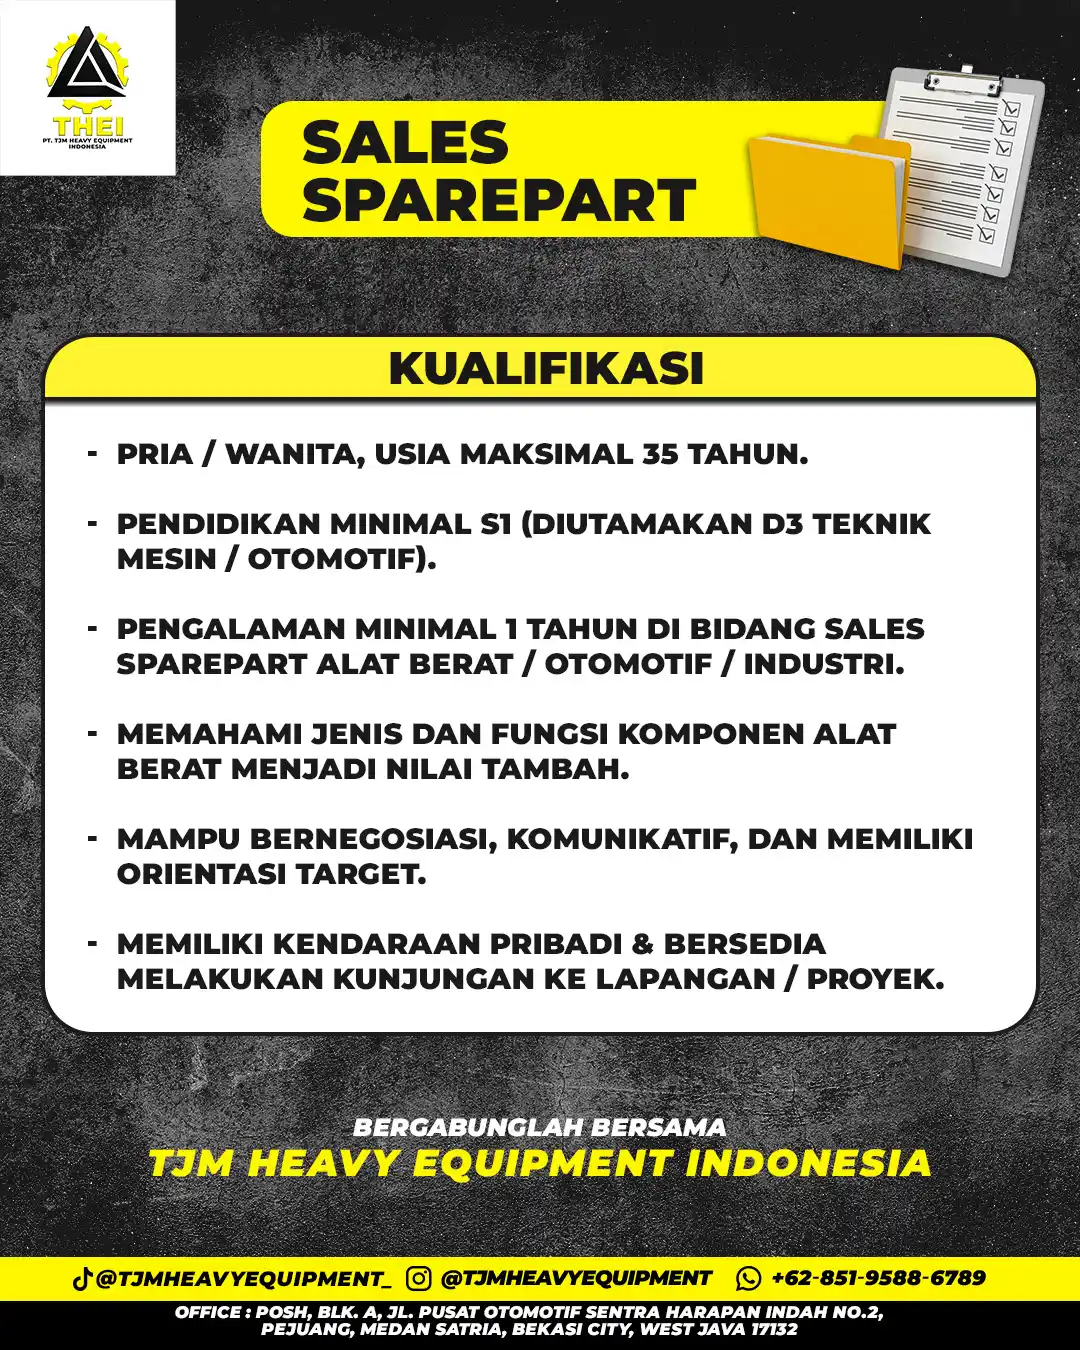 THEI
PT. TJM HEAVY EQUIPMENT
INDONESIA
SALES
SPAREPART
KUALIFIKASI
- PRIA / WANITA, USIA MAKSIMAL 35 TAHUN.
- PENDIDIKAN MINIMAL S1 (DIUTAMAKAN D3 TEKNIK
MESIN / OTOMOTIF).
- PENGALAMAN MINIMAL 1 TAHUN DI BIDANG SALES
SPAREPART ALAT BERAT / OTOMOTIF / INDUSTRI.
- MEMAHAMI JENIS DAN FUNGSI KOMPONEN ALAT
BERAT MENJADI NILAI TAMBAH.
- MAMPU BERNEGOSIASI, KOMUNIKATIF, DAN MEMILIKI
ORIENTASI TARGET.
- MEMILIKI KENDARAAN PRIBADI & BERSEDIA
MELAKUKAN KUNJUNGAN KE LAPANGAN / PROYEK.
BERGABUNGLAH BERSAMA
TJM HEAVY EQUIPMENT INDONESIA
@TJMHEAVYEQUIPMENT_ @TJMHEAVYEQUIPMENT +62-851-9588-6789
OFFICE : POSH, BLK. A, JL. PUSAT OTOMOTIF SENTRA HARAPAN INDAH NO.2,
PEJUANG, MEDAN SATRIA, BEKASI CITY, WEST JAVA 17132